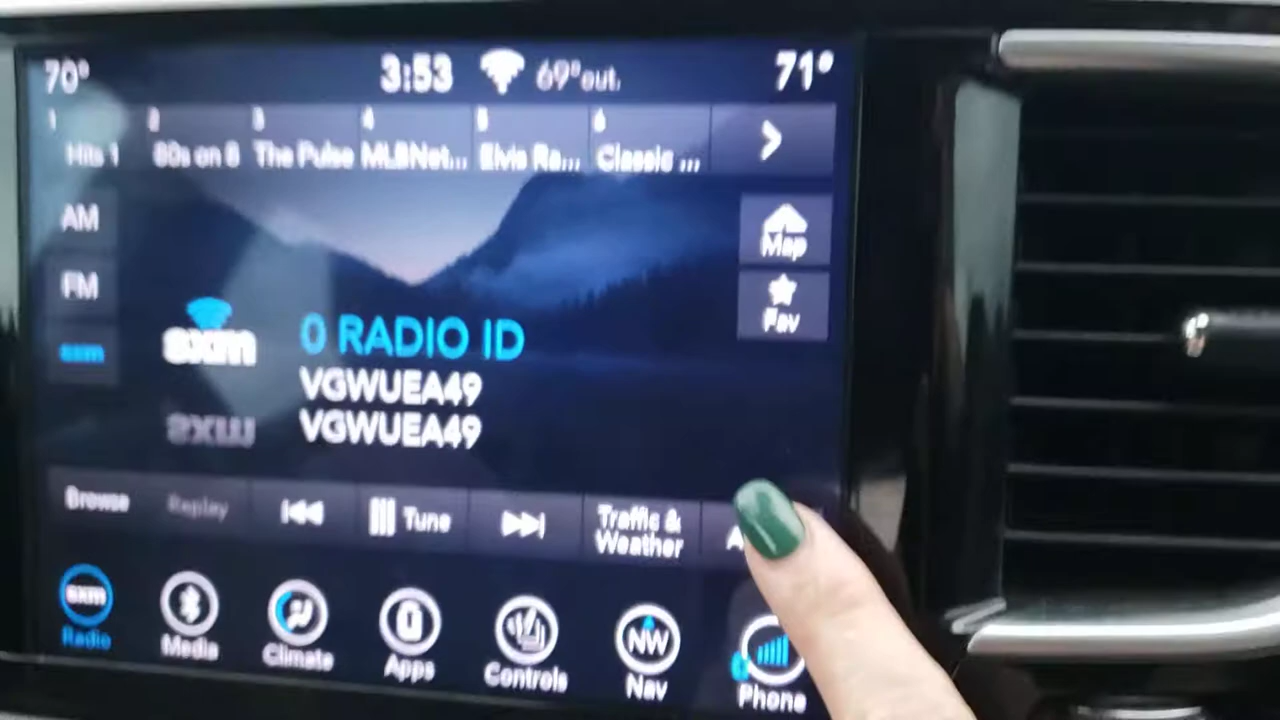 70° 3:53 69°out. 71°
1 2 3 4 5 6
Hits 1 80s on 8 The Pulse MLBNet... Elvis Ra... Classic ...
AM
Map
FM
Fav
sxm
sxm
0 RADIO ID
VGWUEA49
VGWUEA49
Browse Replay Tune Traffic & Weather A
sxm NW
Radio Media Climate Apps Controls Nav Phone